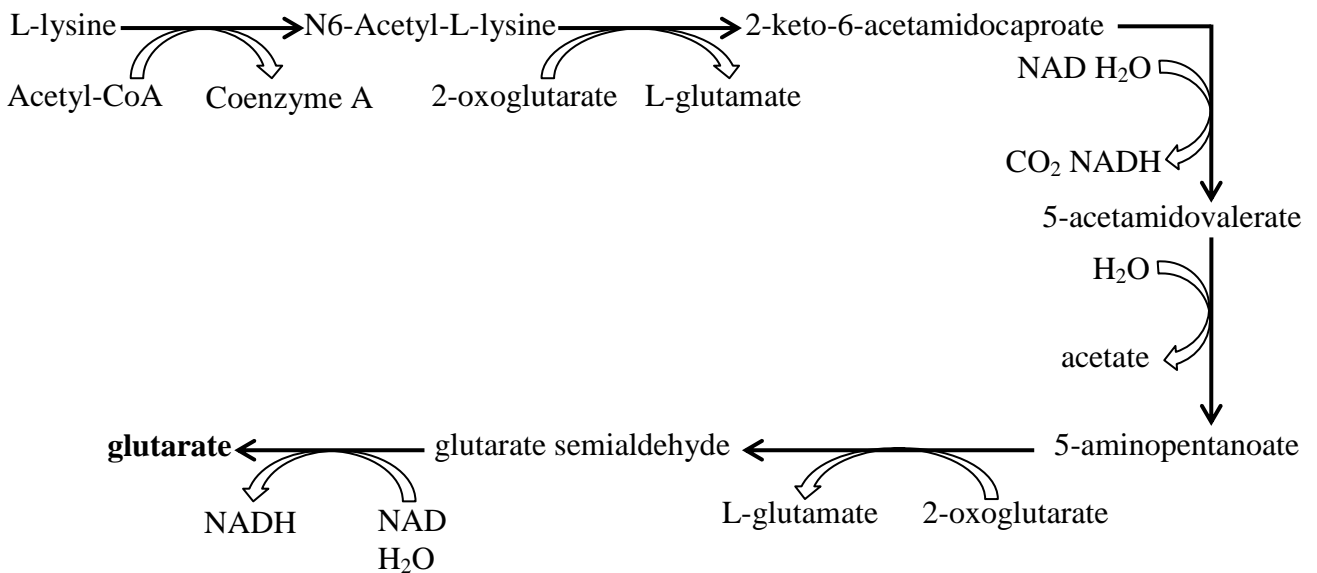 L-lysine N6-Acetyl-L-lysine 2-keto-6-acetamidocaproate
Acetyl-CoA Coenzyme A 2-oxoglutarate L-glutamate
NAD H₂O
CO₂ NADH
5-acetamidovalerate
H₂O
acetate
glutarate glutarate semialdehyde 5-aminopentanoate
NADH NAD L-glutamate 2-oxoglutarate
H₂O